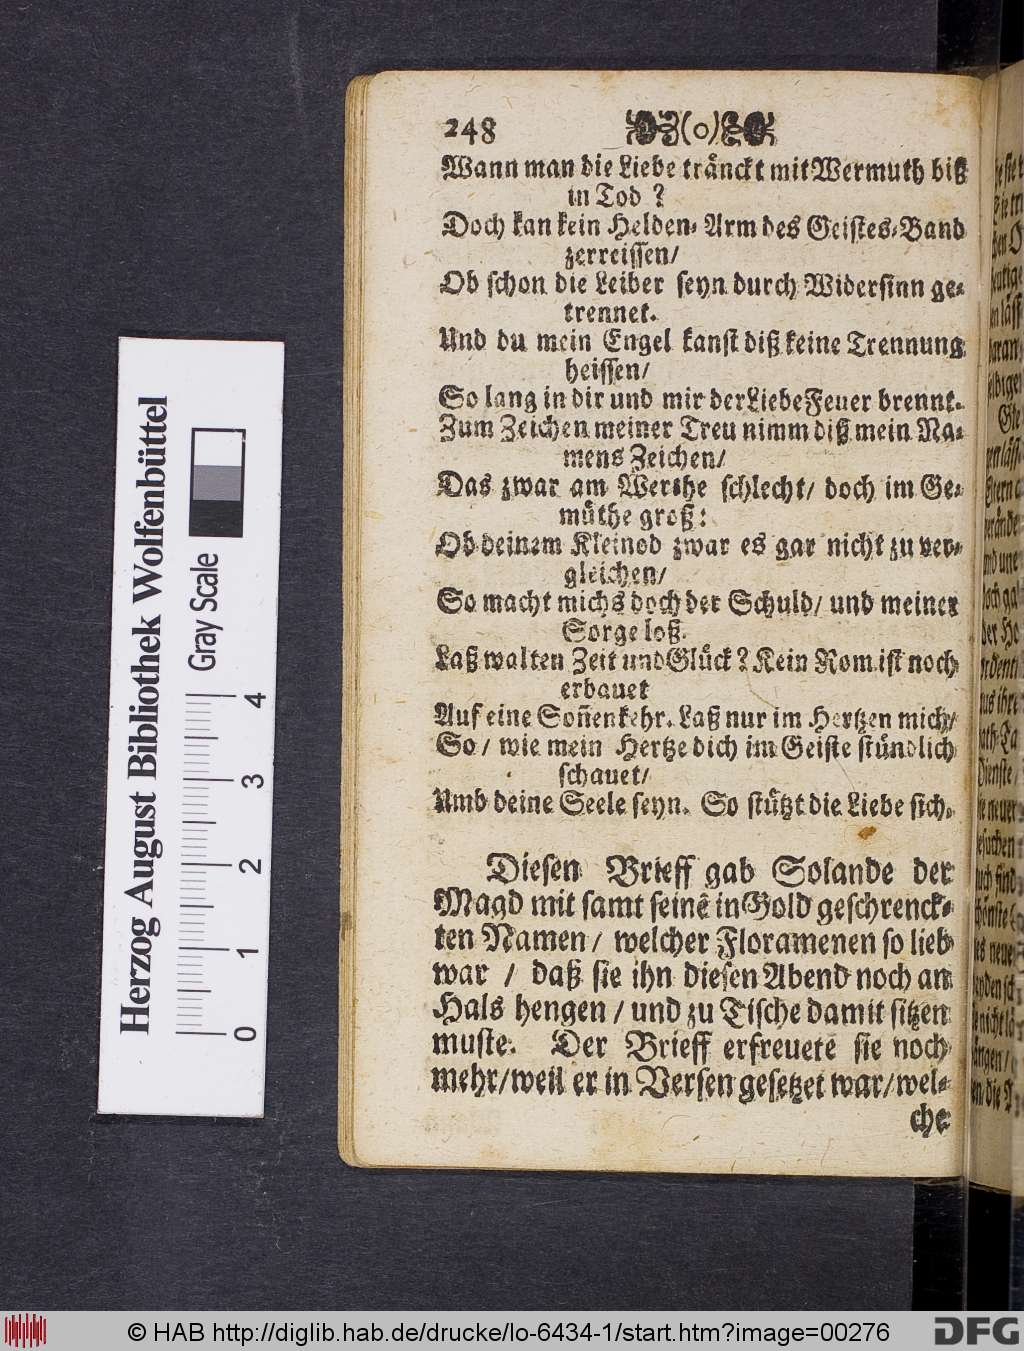 248 (o)
Wann man die Liebe tränckt mit Wermuth biß
in Tod ?
Doch kan kein Helden- Arm des Geistes-Band
zerreissen/
Ob schon die Leiber seyn durch Widersinn ge-
trennet.
Und du mein Engel kanst diß keine Trennung
heissen/
So lang in dir und mir der Liebe Feuer brennt.
Zum Zeichen meiner Treu nimm diß mein Na-
mens Zeichen/
Das zwar am Werthe schlecht/ doch im Ge-
müthe groß:
Ob deinem Kleinod zwar es gar nicht zu ver-
gleichen/
So macht michs doch der Schuld/ und meiner
Sorge loß.
Laß walten Zeit und Glück? Kein Rom ist noch
erbauet
Auf eine Son̄enkehr. Laß nur im Hertzen mich/
So/ wie mein Hertze dich im Geiste stündlich
schauet/
Umb deine Seele seyn. So stützt die Liebe sich.
Diesen Brieff gab Solande der
Magd mit samt seinē in Gold geschrenck-
ten Namen/ welcher Floramenen so lieb
war / daß sie ihn diesen Abend noch an
Hals hengen / und zu Tische damit sitzen
muste. Der Brieff erfreuete sie noch
mehr/weil er in Versen gesetzet war/wel-
che
Herzog August Bibliothek Wolfenbüttel
Gray Scale
0 1 2 3 4
© HAB http://diglib.hab.de/drucke/lo-6434-1/start.htm?image=00276
DFG